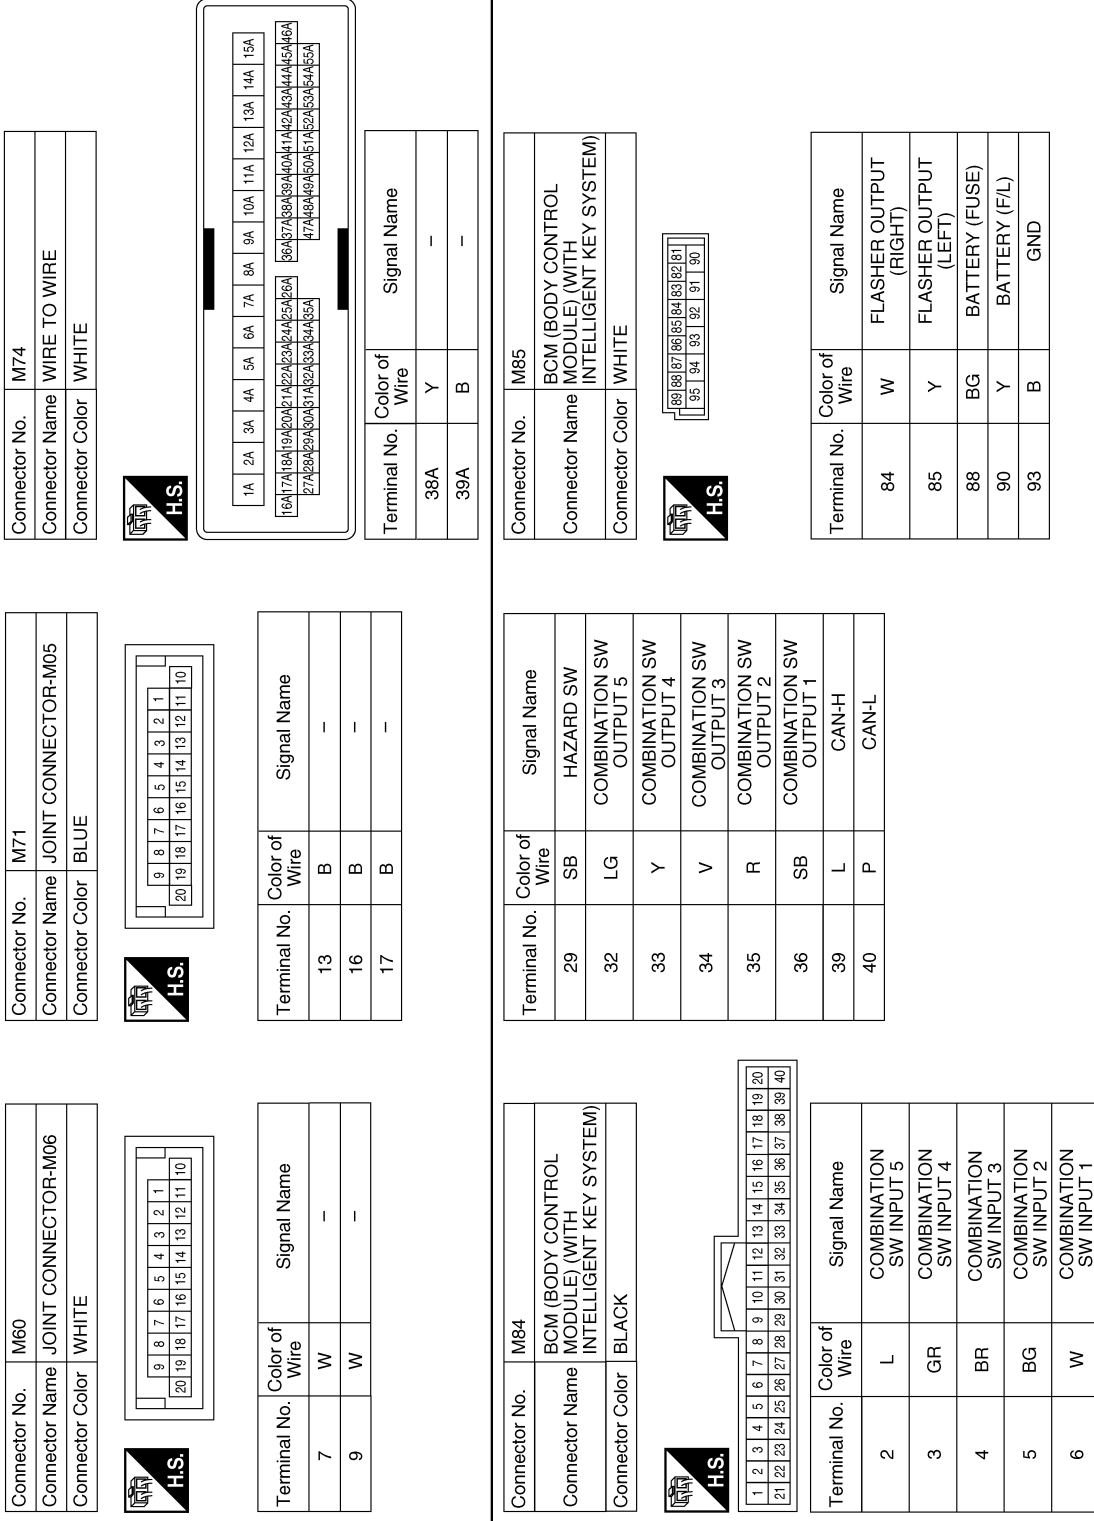 Connector No. M60
Connector Name JOINT CONNECTOR-M06
Connector Color WHITE
H.S.
9 8 7 6 5 4 3 2 1
20 19 18 17 16 15 14 13 12 11 10
Terminal No. Color of Wire Signal Name
7 W –
9 W –
Connector No. M71
Connector Name JOINT CONNECTOR-M05
Connector Color BLUE
H.S.
9 8 7 6 5 4 3 2 1
20 19 18 17 16 15 14 13 12 11 10
Terminal No. Color of Wire Signal Name
13 B –
16 B –
17 B –
Connector No. M74
Connector Name WIRE TO WIRE
Connector Color WHITE
H.S.
1A 2A 3A 4A 5A 6A 7A 8A 9A 10A 11A 12A 13A 14A 15A
16A 17A 18A 19A 20A 21A 22A 23A 24A 25A 26A 36A 37A 38A 39A 40A 41A 42A 43A 44A 45A 46A
27A 28A 29A 30A 31A 32A 33A 34A 35A 47A 48A 49A 50A 51A 52A 53A 54A 55A
Terminal No. Color of Wire Signal Name
38A Y –
39A B –
Connector No. M84
Connector Name BCM (BODY CONTROL
MODULE) (WITH
INTELLIGENT KEY SYSTEM)
Connector Color BLACK
H.S.
1 2 3 4 5 6 7 8 9 10 11 12 13 14 15 16 17 18 19 20
21 22 23 24 25 26 27 28 29 30 31 32 33 34 35 36 37 38 39 40
Terminal No. Color of Wire Signal Name
2 L COMBINATION
SW INPUT 5
3 GR COMBINATION
SW INPUT 4
4 BR COMBINATION
SW INPUT 3
5 BG COMBINATION
SW INPUT 2
6 W COMBINATION
SW INPUT 1
Terminal No. Color of Wire Signal Name
29 SB HAZARD SW
32 LG COMBINATION SW
OUTPUT 5
33 Y COMBINATION SW
OUTPUT 4
34 V COMBINATION SW
OUTPUT 3
35 R COMBINATION SW
OUTPUT 2
36 SB COMBINATION SW
OUTPUT 1
39 L CAN-H
40 P CAN-L
Connector No. M85
Connector Name BCM (BODY CONTROL
MODULE) (WITH
INTELLIGENT KEY SYSTEM)
Connector Color WHITE
H.S.
89 88 87 86 85 84 83 82 81
95 94 93 92 91 90
Terminal No. Color of Wire Signal Name
84 W FLASHER OUTPUT
(RIGHT)
85 Y FLASHER OUTPUT
(LEFT)
88 BG BATTERY (FUSE)
90 Y BATTERY (F/L)
93 B GND